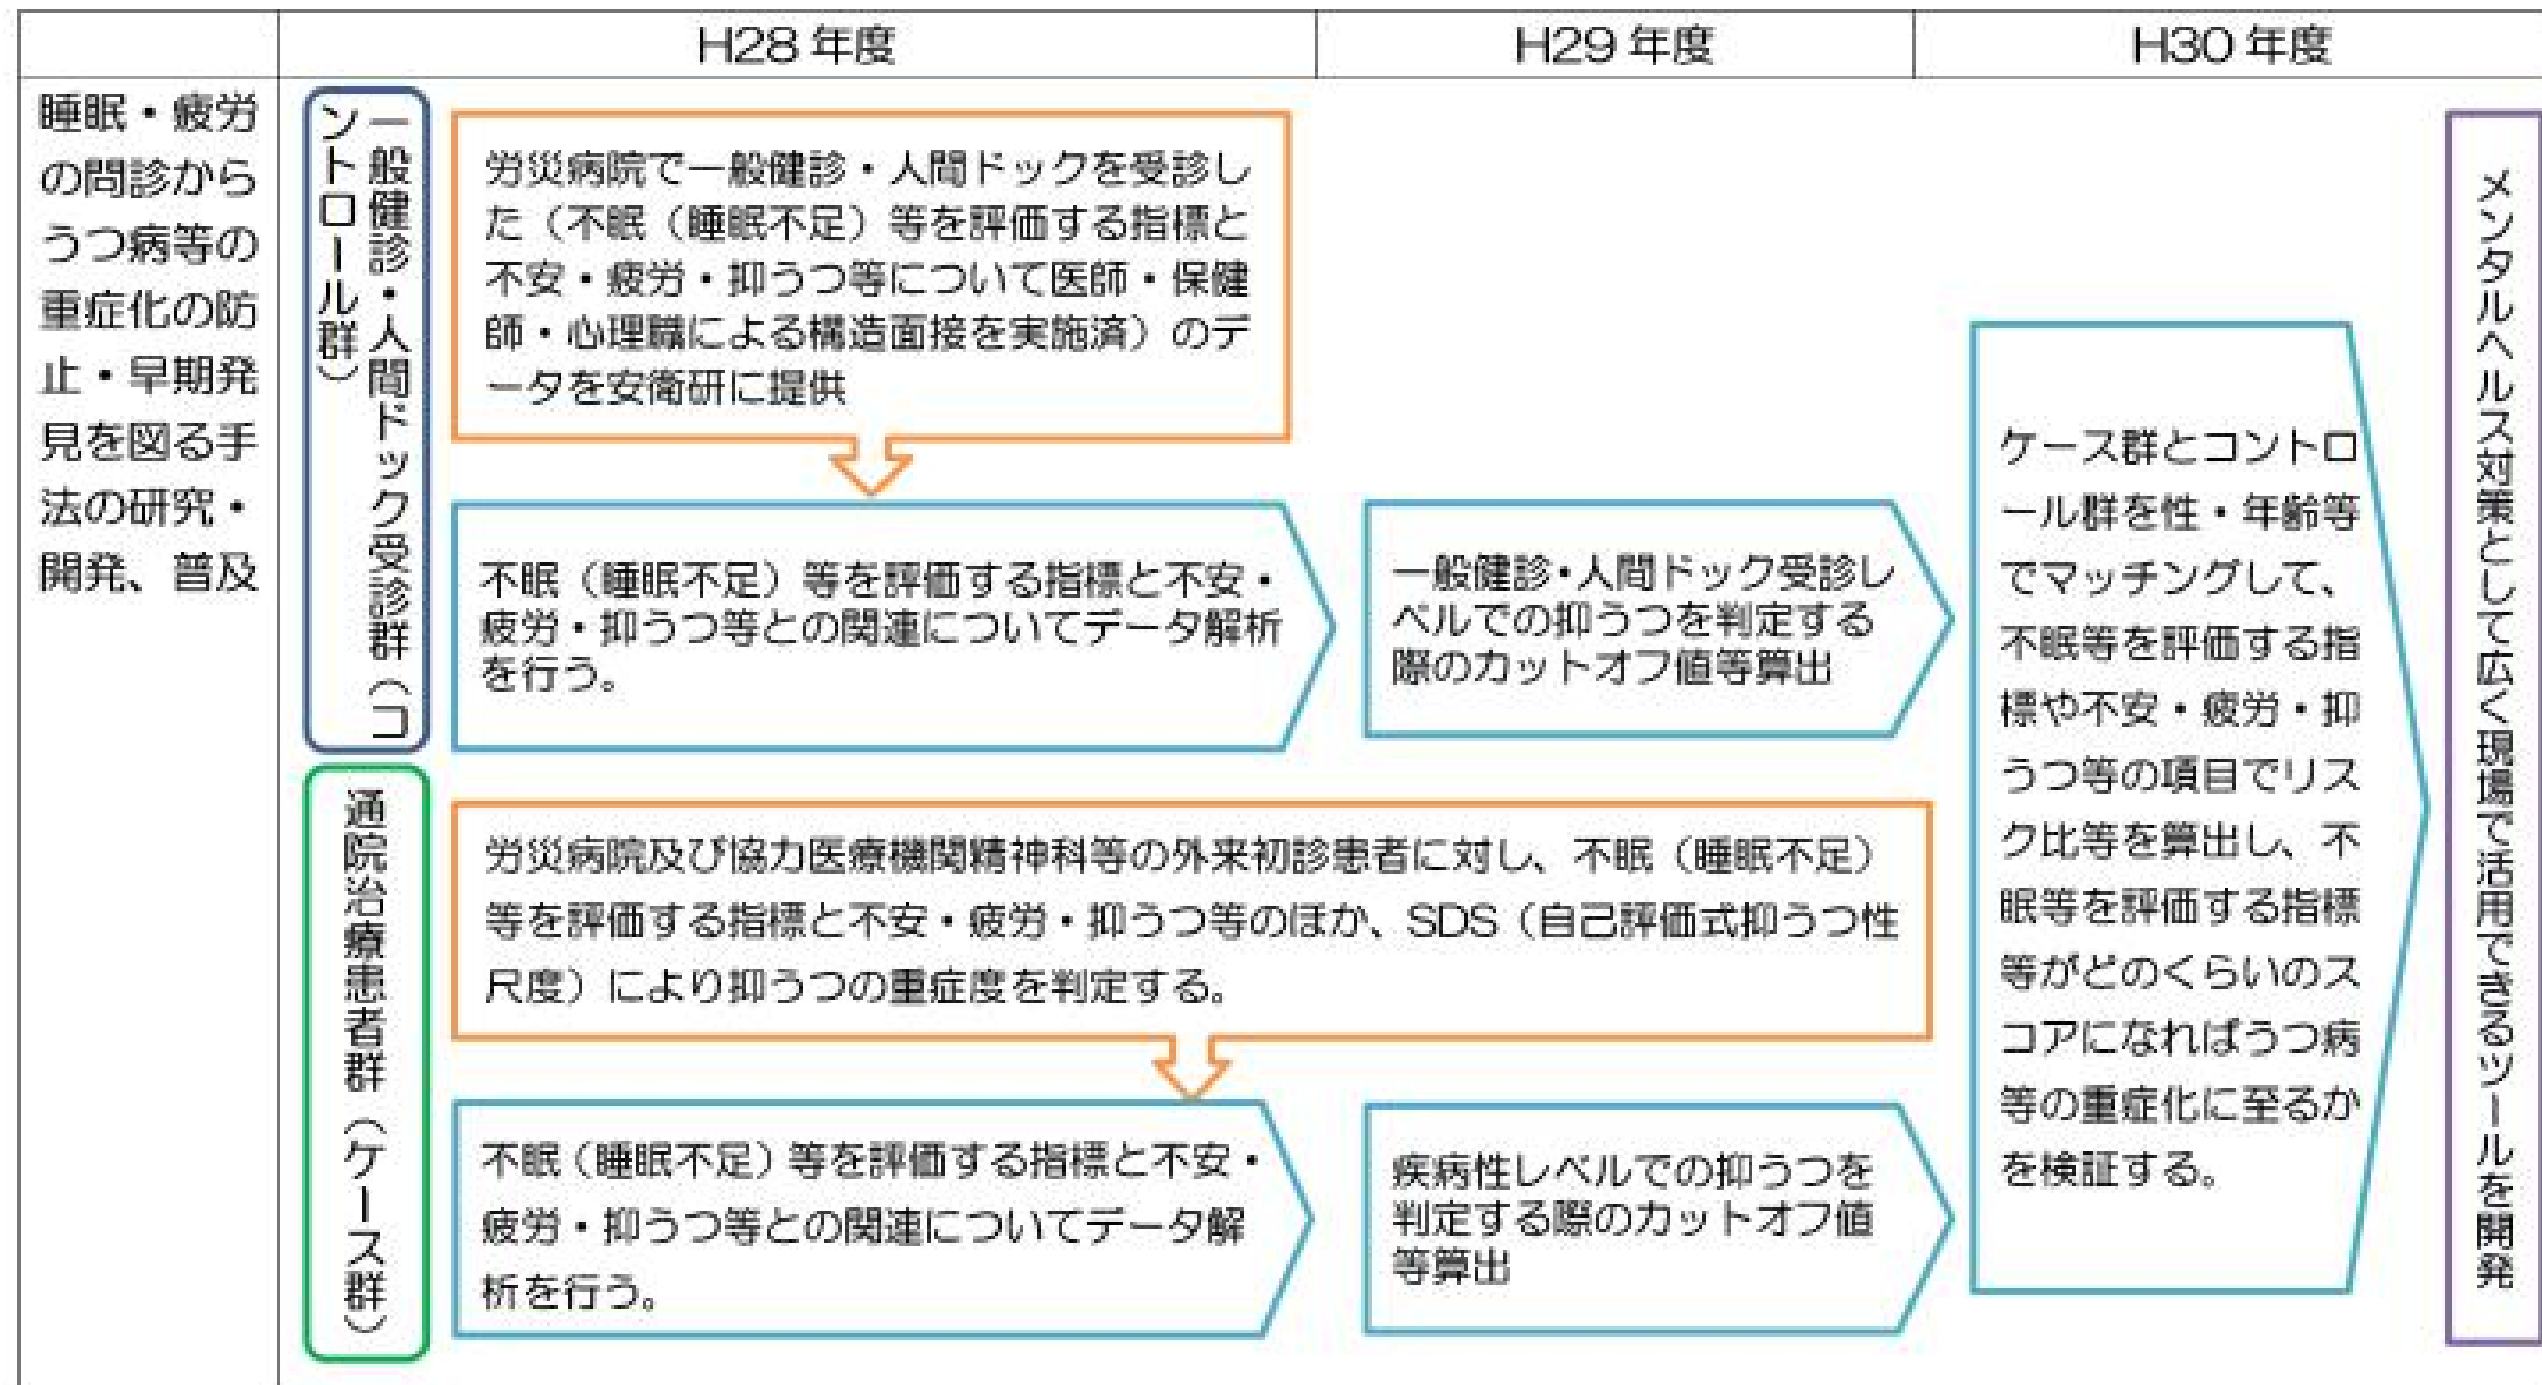 H28 年度
H29 年度
H30 年度
睡眠・疲労
の問診から
うつ病等の
重症化の防
止・早期発
見を図る手
法の研究・
開発、普及
一般健診・人間ドック受診群（コ
ントロール群）
労災病院で一般健診・人間ドックを受診し
た（不眠（睡眠不足）等を評価する指標と
不安・疲労・抑うつ等について医師・保健
師・心理職による構造面接を実施済）のデ
ータを安衛研に提供
不眠（睡眠不足）等を評価する指標と不安・
疲労・抑うつ等との関連についてデータ解析
を行う。
一般健診・人間ドック受診レ
ベルでの抑うつを判定する
際のカットオフ値等算出
通院治療患者群（ケース群）
労災病院及び協力医療機関精神科等の外来初診患者に対し、不眠（睡眠不足）
等を評価する指標と不安・疲労・抑うつ等のほか、SDS（自己評価式抑うつ性
尺度）により抑うつの重症度を判定する。
不眠（睡眠不足）等を評価する指標と不安・
疲労・抑うつ等との関連についてデータ解
析を行う。
疾病性レベルでの抑うつを
判定する際のカットオフ値
等算出
ケース群とコントロ
ール群を性・年齢等
でマッチングして、
不眠等を評価する指
標や不安・疲労・抑
うつ等の項目でリス
ク比等を算出し、不
眠等を評価する指標
等がどのくらいのス
コアになればうつ病
等の重症化に至るか
を検証する。
メンタルヘルス対策として広く現場で活用できるツールを開発